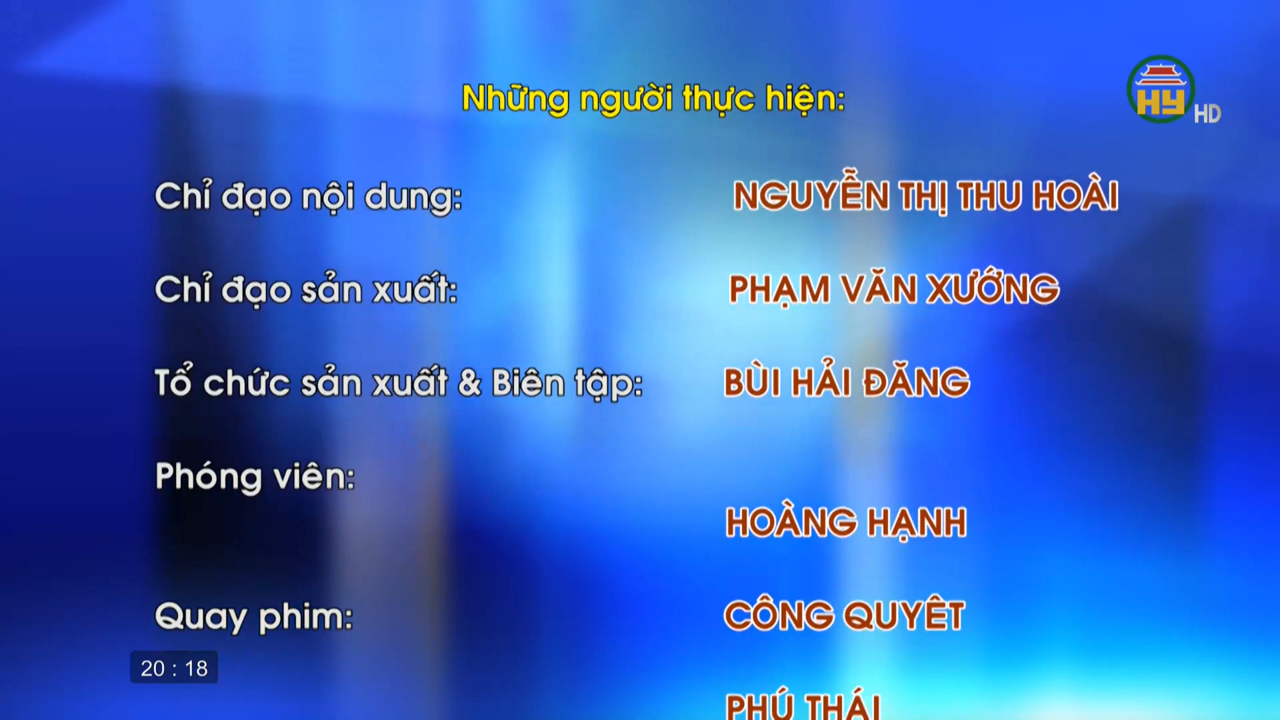 Những người thực hiện:
HY HD
Chỉ đạo nội dung: NGUYỄN THỊ THU HOÀI
Chỉ đạo sản xuất: PHẠM VĂN XƯỚNG
Tổ chức sản xuất & Biên tập: BÙI HẢI ĐĂNG
Phóng viên:
HOÀNG HẠNH
Quay phim: CÔNG QUYÊT
20 : 18
PHÚ THÁI